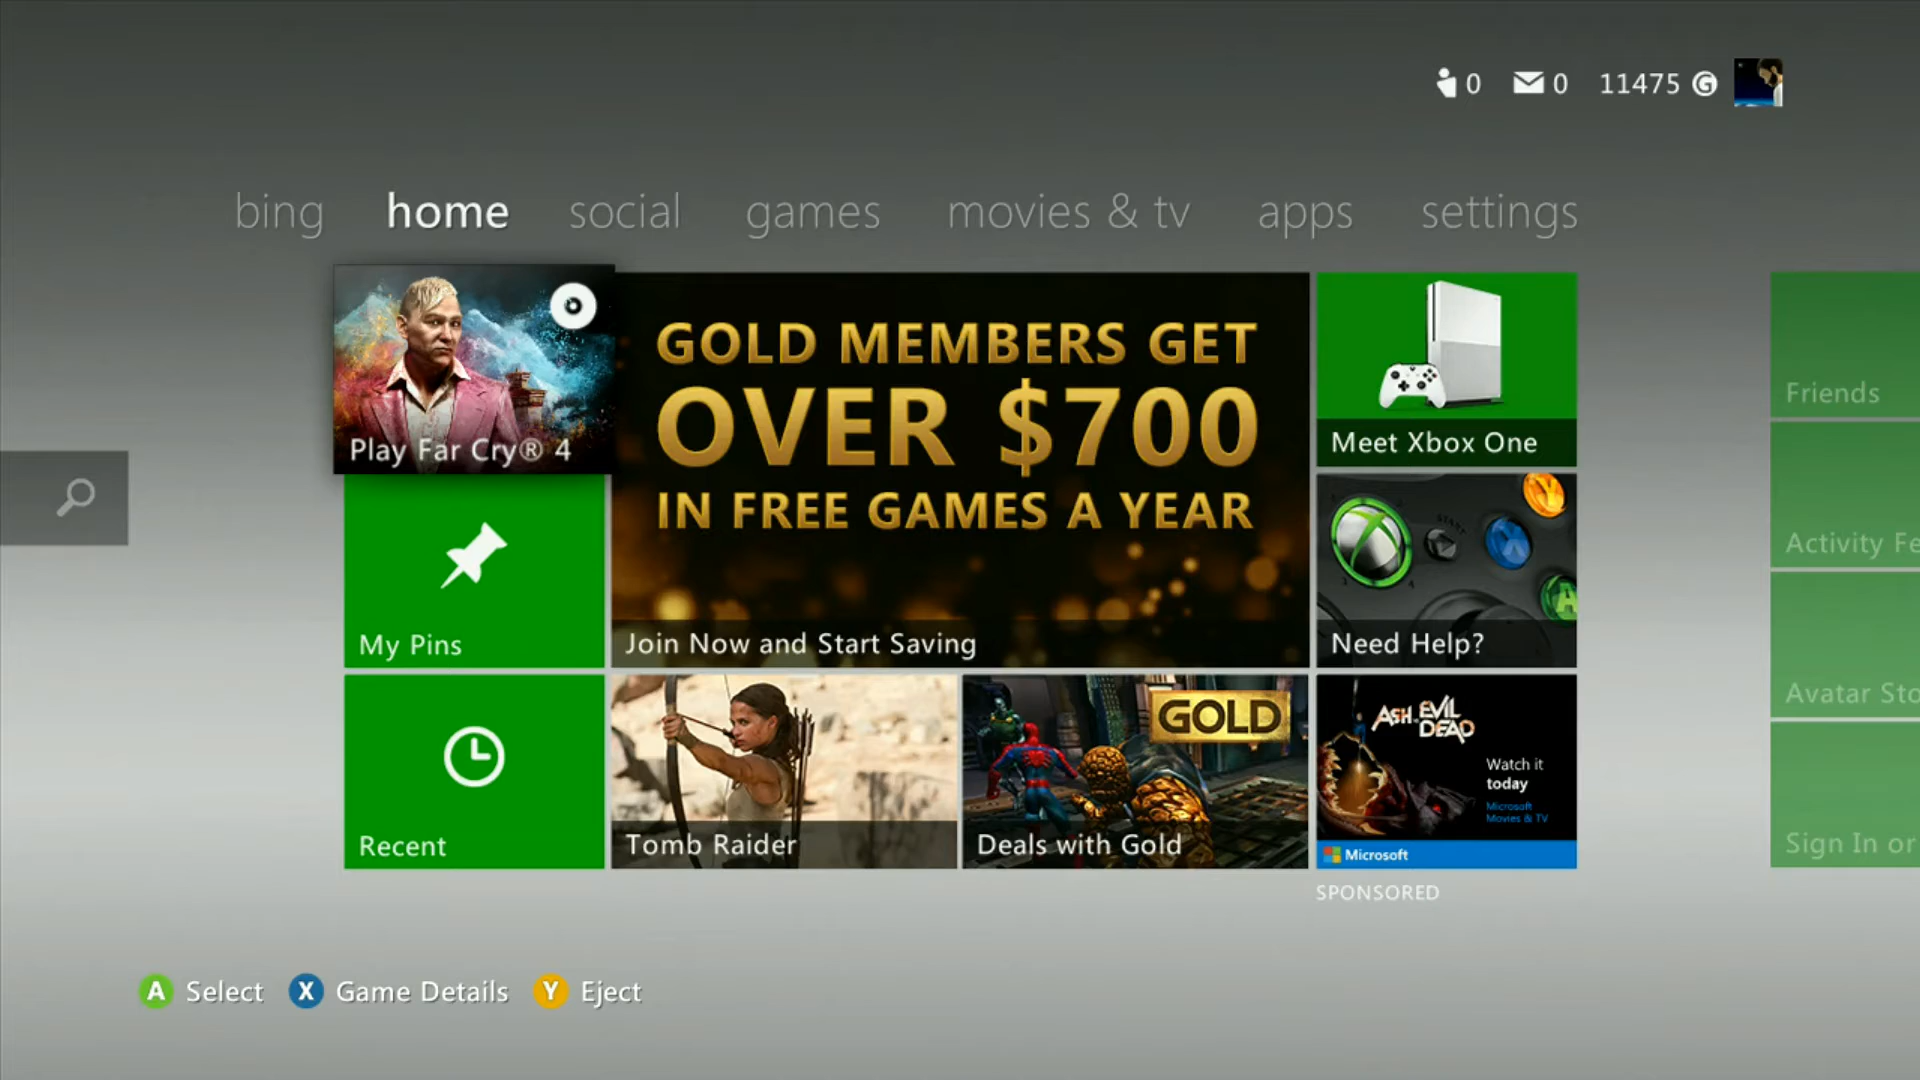 0 0 11475 G
bing home social games movies & tv apps settings
Play Far Cry® 4
GOLD MEMBERS GET
OVER $700
IN FREE GAMES A YEAR
Join Now and Start Saving
Meet Xbox One
My Pins
START
Y
X
A
Need Help?
Recent
Tomb Raider
GOLD
Deals with Gold
ASH vs EVIL
DEAD
Watch it
today
Microsoft
Movies & TV
Microsoft
SPONSORED
Friends
Activity Fe
Avatar Sto
Sign In or
A Select X Game Details Y Eject